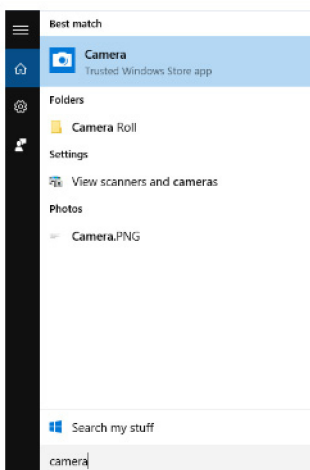 Best match
Camera
Trusted Windows Store app
Folders
Camera Roll
Settings
View scanners and cameras
Photos
Camera.PNG
Search my stuff
camera